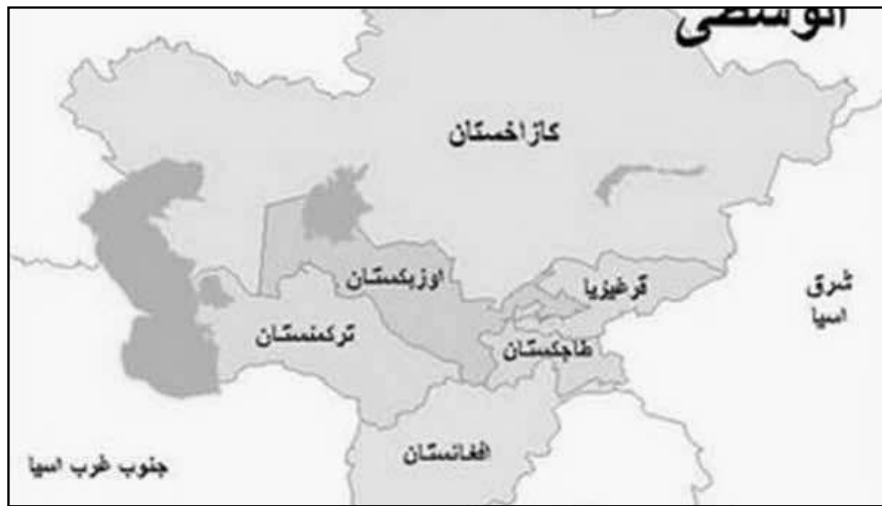 الوسطى
كازاخستان
اوزبكستان
قرغيزيا
شرق
اسيا
تركمنستان
طاجكستان
افغانستان
جنوب غرب اسيا